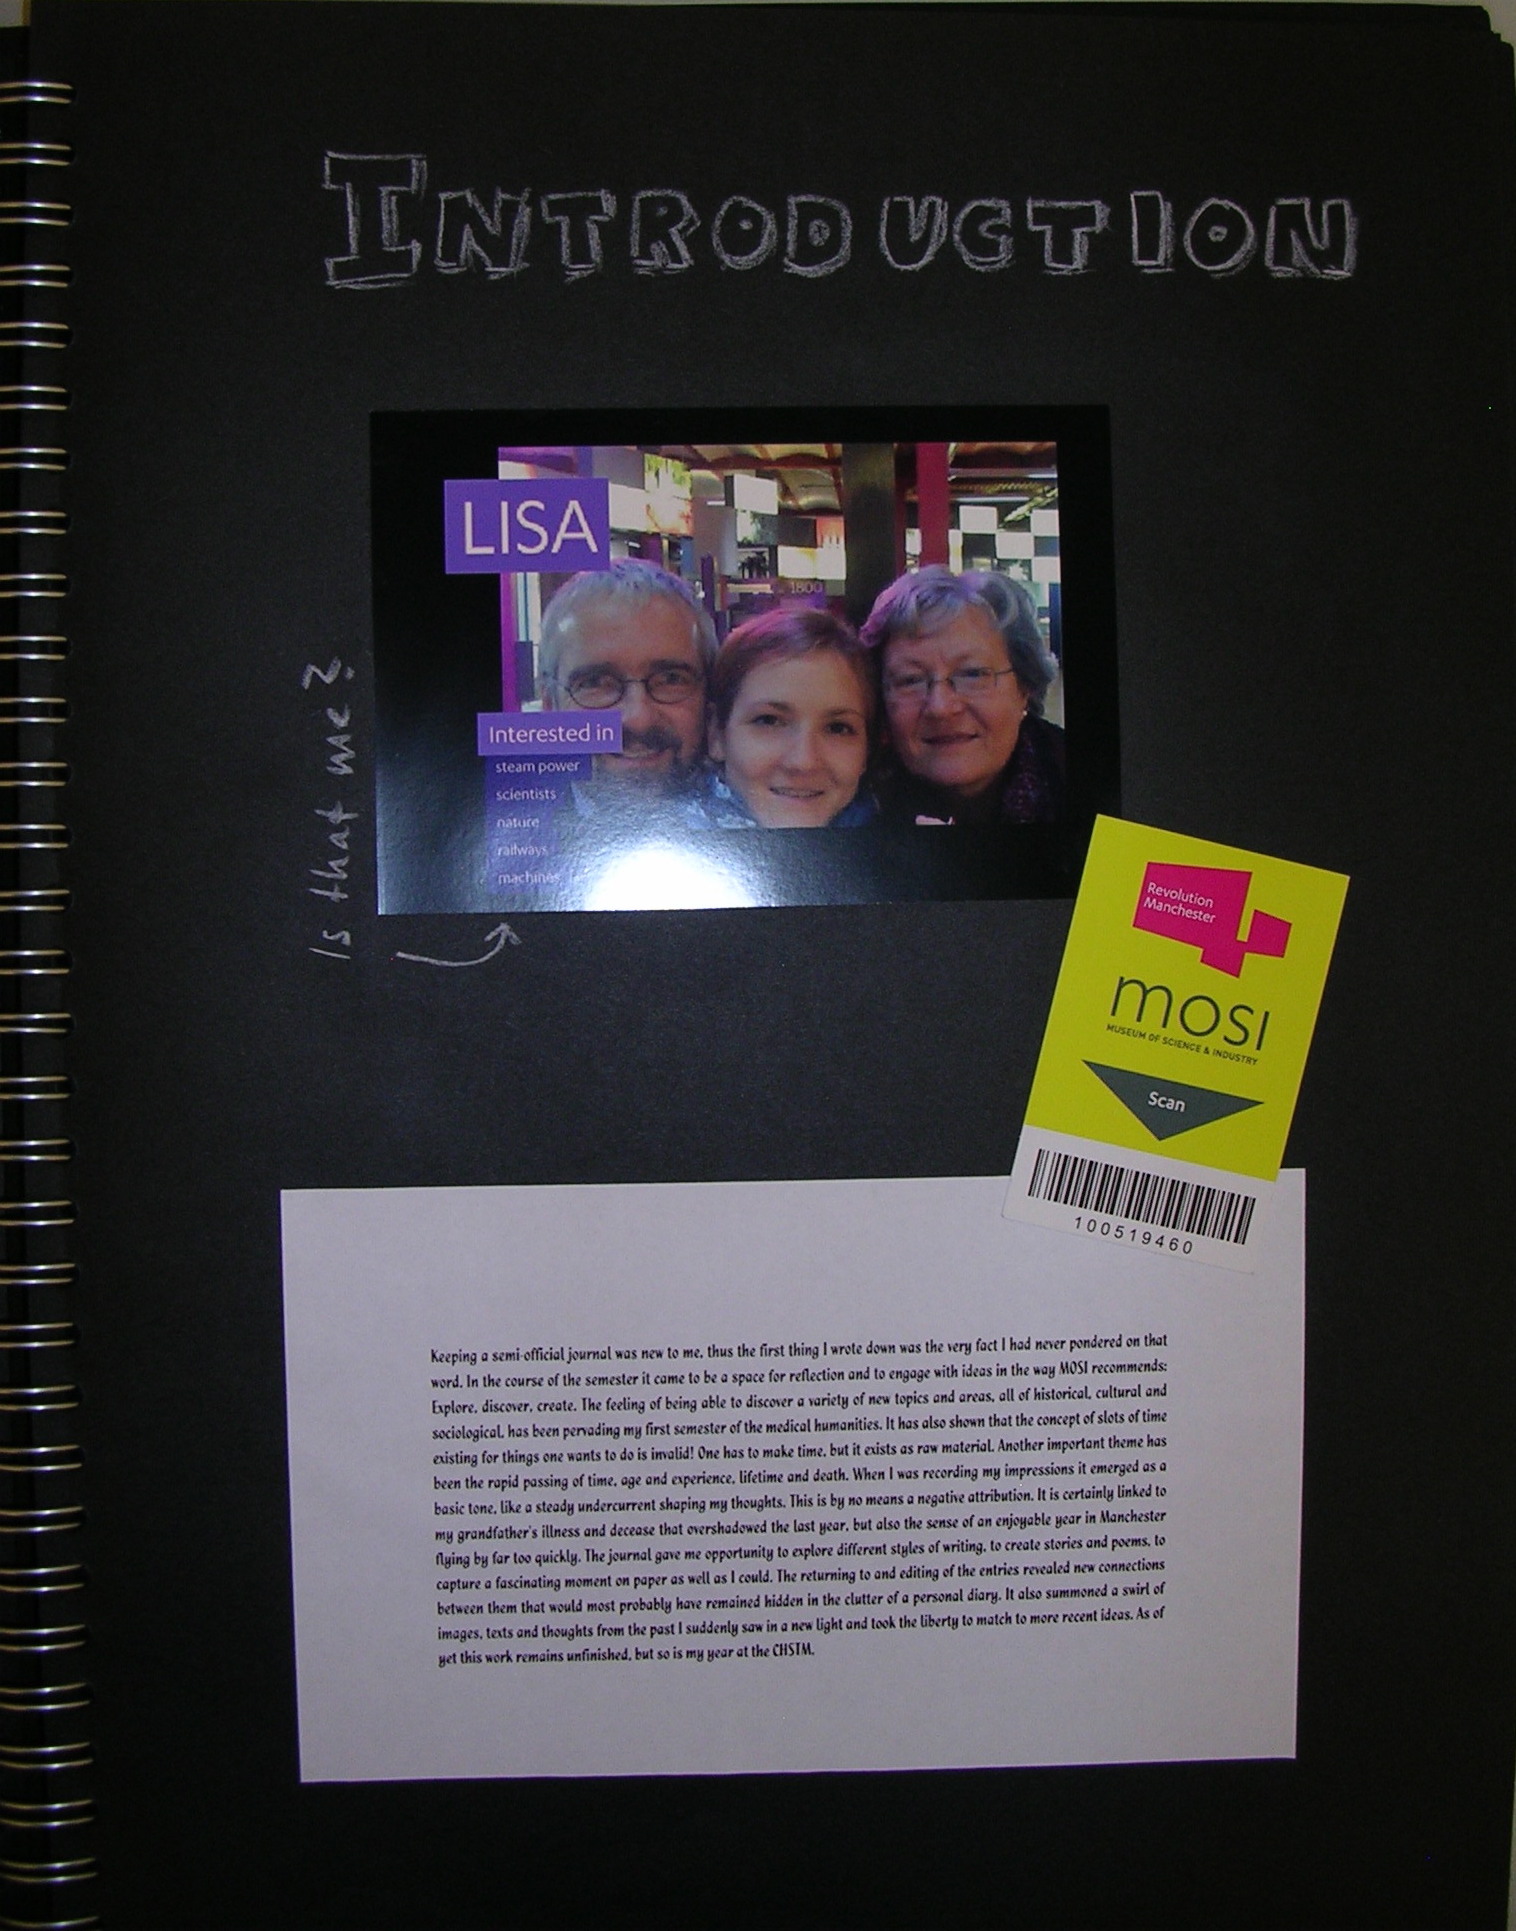 INTRODUCTION
LISA
1800
Interested in
steam power
scientists
nature
railways
machines
Is that me?
Revolution
Manchester
mOSI
MUSEUM OF SCIENCE & INDUSTRY
Scan
100519460
Keeping a semi-official journal was new to me, thus the first thing I wrote down was the very fact I had never pondered on that
word. In the course of the semester it came to be a space for reflection and to engage with ideas in the way MOSI recommends:
Explore, discover, create. The feeling of being able to discover a variety of new topics and areas, all of historical, cultural and
sociological, has been pervading my first semester of the medical humanities. It has also shown that the concept of slots of time
existing for things one wants to do is invalid! One has to make time, but it exists as raw material. Another important theme has
been the rapid passing of time, age and experience, lifetime and death. When I was recording my impressions it emerged as a
basic tone, like a steady undercurrent shaping my thoughts. This is by no means a negative attribution. It is certainly linked to
my grandfather's illness and decease that overshadowed the last year, but also the sense of an enjoyable year in Manchester
flying by far too quickly. The journal gave me opportunity to explore different styles of writing, to create stories and poems, to
capture a fascinating moment on paper as well as I could. The returning to and editing of the entries revealed new connections
between them that would most probably have remained hidden in the clutter of a personal diary. It also summoned a swirl of
images, texts and thoughts from the past I suddenly saw in a new light and took the liberty to match to more recent ideas. As of
yet this work remains unfinished, but so is my year at the CHSTM.